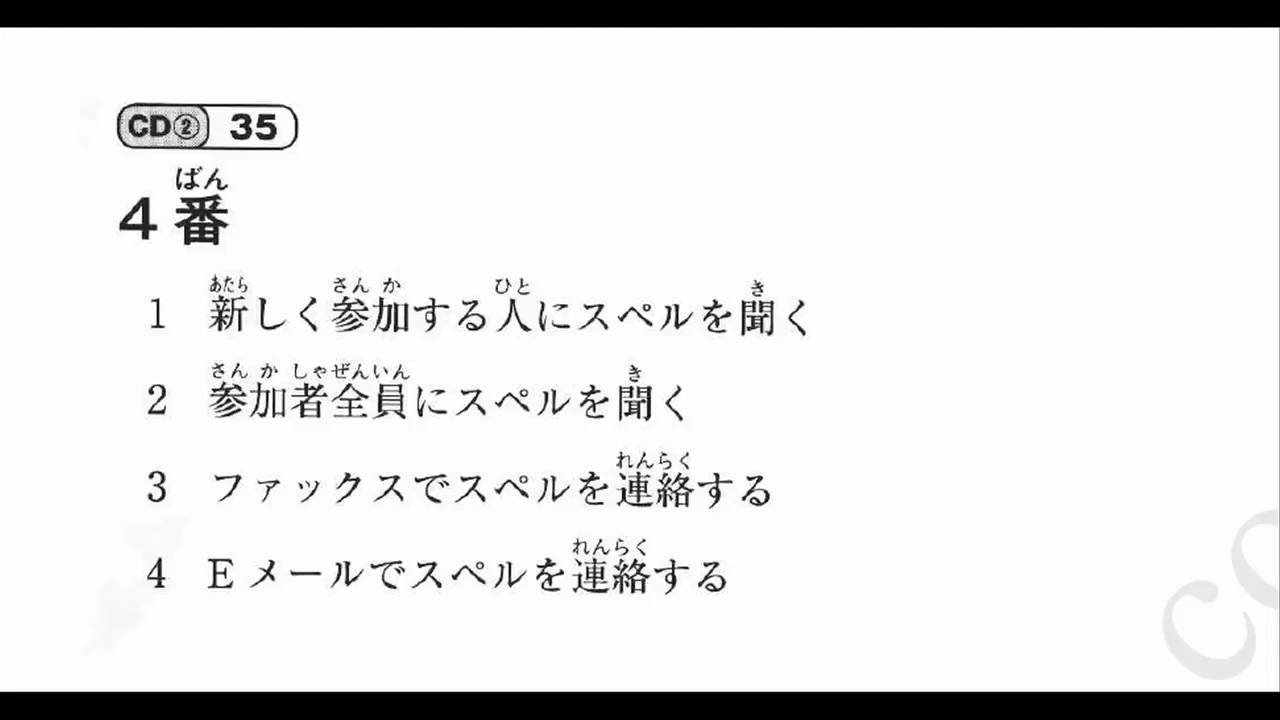 CD② 35
ばん
4番
あたら さんか ひと き
1 新しく参加する人にスペルを聞く
さんかしゃぜんいん き
2 参加者全員にスペルを聞く
れんらく
3 ファックスでスペルを連絡する
れんらく
4 Eメールでスペルを連絡する